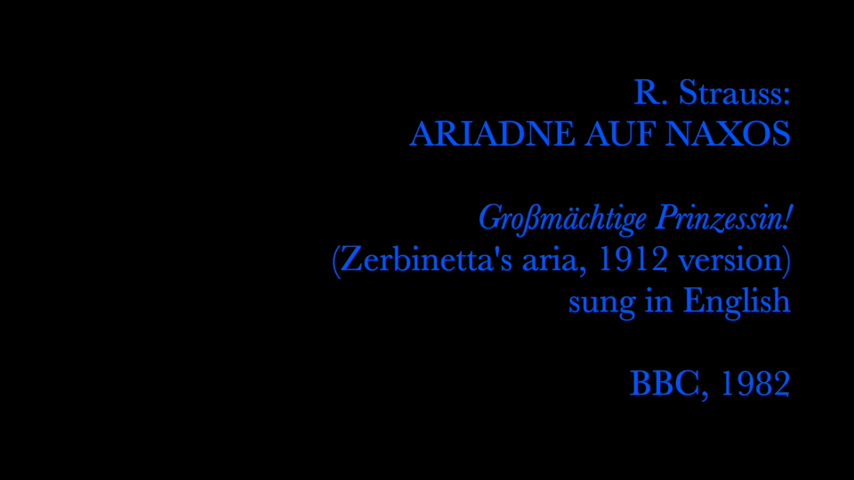 R. Strauss:
ARIADNE AUF NAXOS
Großmächtige Prinzessin!
(Zerbinetta's aria, 1912 version)
sung in English
BBC, 1982